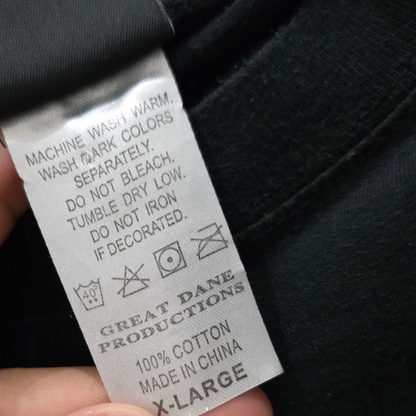 MACHINE WASH WARM.
WASH DARK COLORS
SEPARATELY.
DO NOT BLEACH.
TUMBLE DRY LOW.
DO NOT IRON
IF DECORATED.
40°
GREAT DANE
PRODUCTIONS
100% COTTON
MADE IN CHINA
X-LARGE